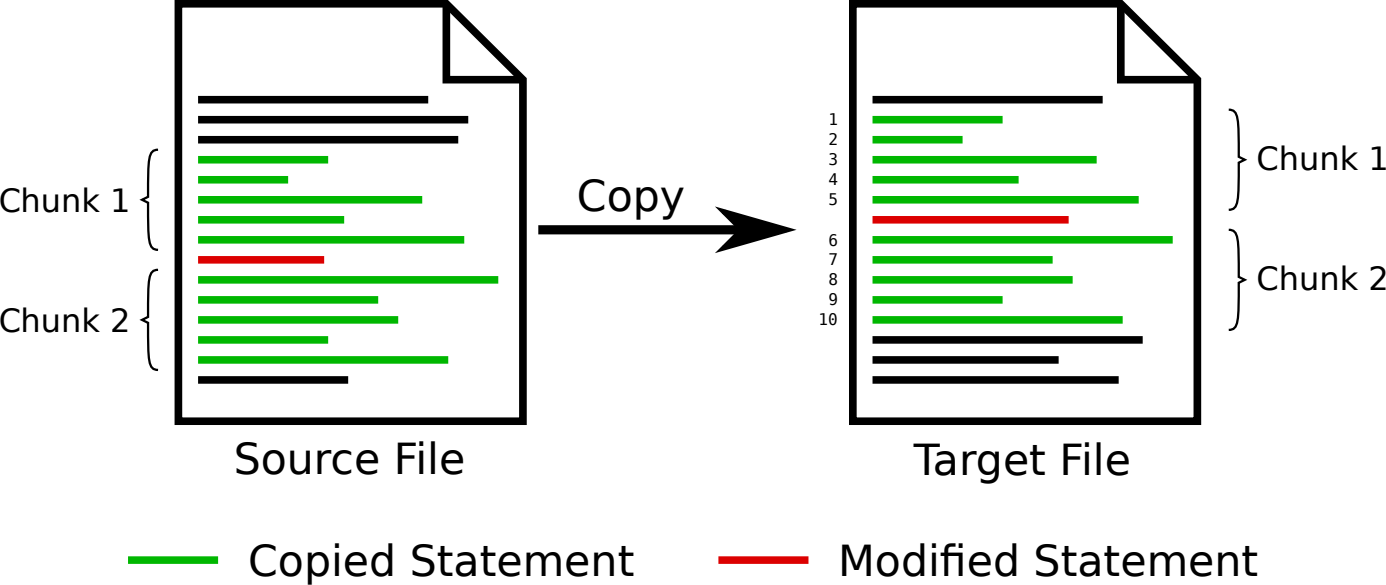 Chunk 1
Chunk 2
Source File
Copy
1
2
3
4
5
6
7
8
9
10
Chunk 1
Chunk 2
Target File
Copied Statement
Modified Statement